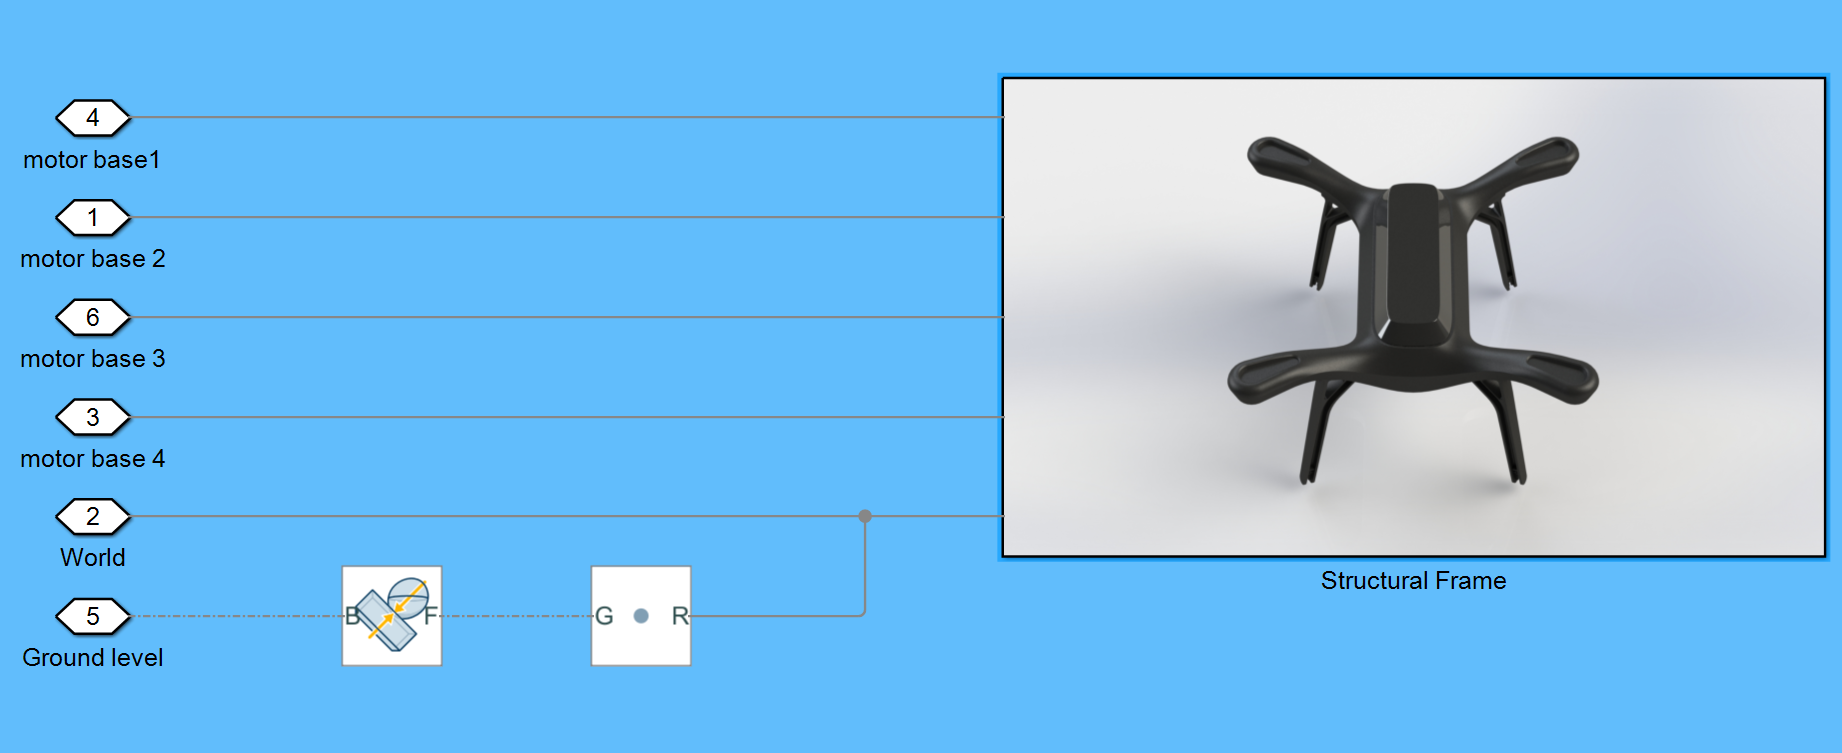 4
motor base1
1
motor base 2
6
motor base 3
3
motor base 4
2
World
5
Ground level
B F
G R
Structural Frame